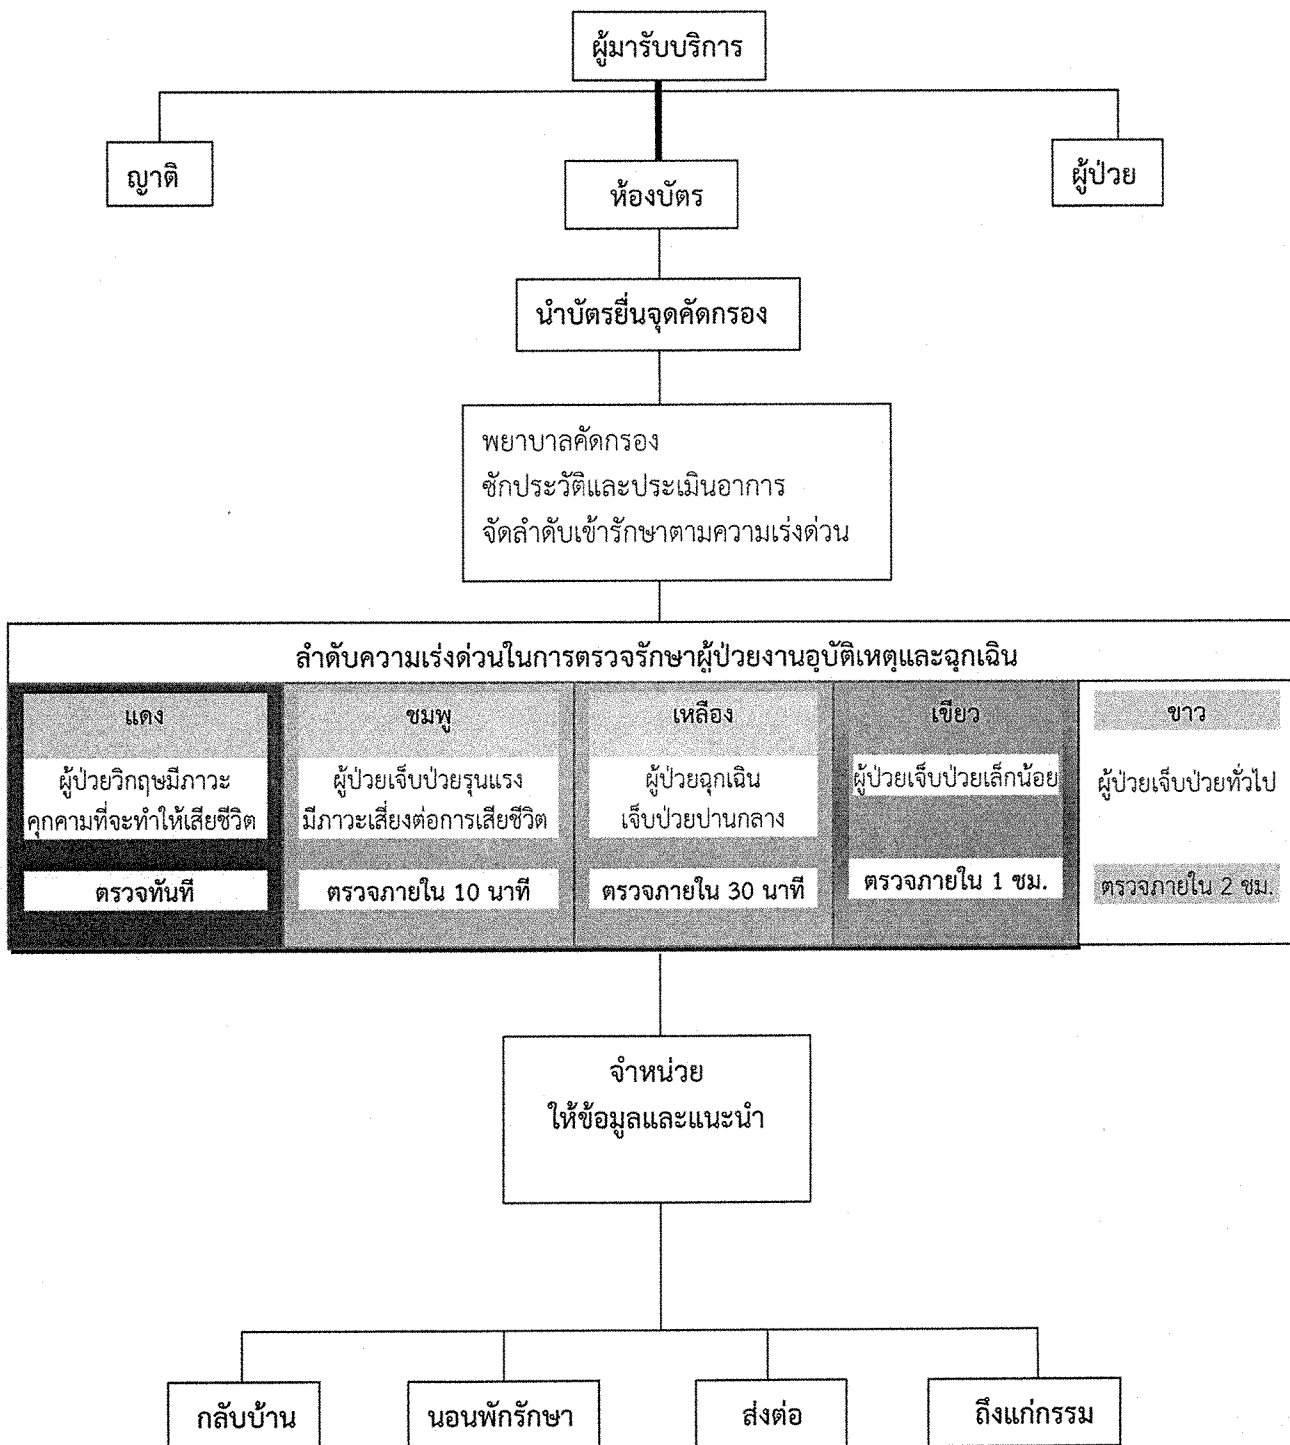 ผู้มารับบริการ
ญาติ
ห้องบัตร
ผู้ป่วย
นำบัตรยื่นจุดคัดกรอง
พยาบาลคัดกรอง
ซักประวัติและประเมินอาการ
จัดลำดับเข้ารักษาตามความเร่งด่วน
ลำดับความเร่งด่วนในการตรวจรักษาผู้ป่วยงานอุบัติเหตุและฉุกเฉิน
แดง
ผู้ป่วยวิกฤษมีภาวะ
คุกคามที่จะทำให้เสียชีวิต
ตรวจทันที
ชมพู
ผู้ป่วยเจ็บป่วยรุนแรง
มีภาวะเสี่ยงต่อการเสียชีวิต
ตรวจภายใน 10 นาที
เหลือง
ผู้ป่วยฉุกเฉิน
เจ็บป่วยปานกลาง
ตรวจภายใน 30 นาที
เขียว
ผู้ป่วยเจ็บป่วยเล็กน้อย
ตรวจภายใน 1 ชม.
ขาว
ผู้ป่วยเจ็บป่วยทั่วไป
ตรวจภายใน 2 ชม.
จำหน่วย
ให้ข้อมูลและแนะนำ
กลับบ้าน
นอนพักรักษา
ส่งต่อ
ถึงแก่กรรม